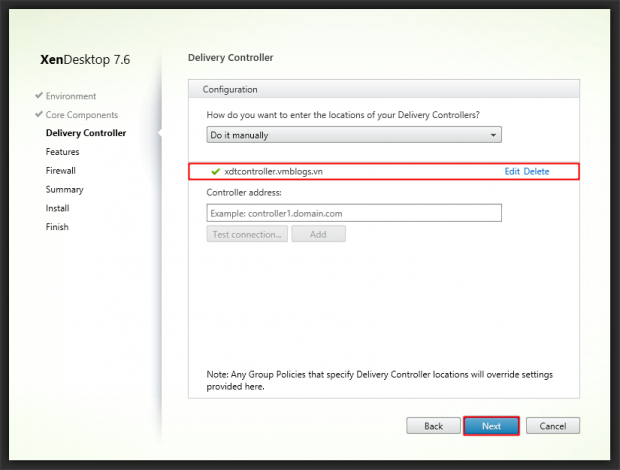 XenDesktop 7.6
Environment
Core Components
Delivery Controller
Features
Firewall
Summary
Install
Finish
Delivery Controller
Configuration
How do you want to enter the locations of your Delivery Controllers?
Do it manually
xdtcontroller.vmblogs.vn Edit Delete
Controller address:
Example: controller1.domain.com
Test connection... Add
Note: Any Group Policies that specify Delivery Controller locations will override settings
provided here.
Back Next Cancel